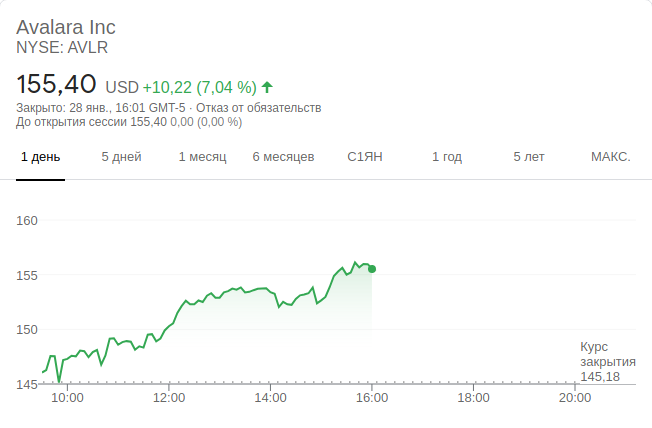 Avalara Inc
NYSE: AVLR
155,40 USD +10,22 (7,04 %)
Закрыто: 28 янв., 16:01 GMT-5 · Отказ от обязательств
До открытия сессии 155,40 0,00 (0,00 %)
1 день 5 дней 1 месяц 6 месяцев С1ЯН 1 год 5 лет МАКС.
160
155
150
Курс
закрытия
145,18
145
10:00 12:00 14:00 16:00 18:00 20:00